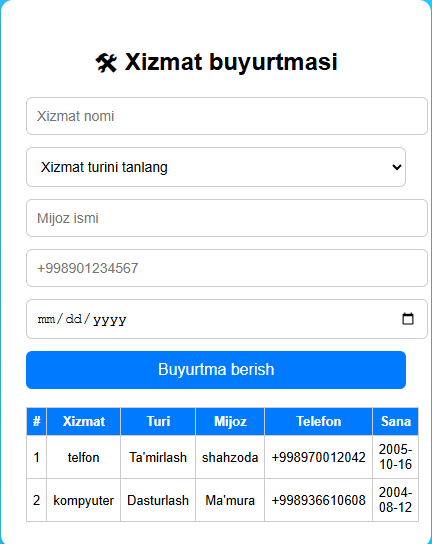 🛠 Xizmat buyurtmasi
Xizmat nomi
Xizmat turini tanlang
Mijoz ismi
+998901234567
mm/dd/yyyy
Buyurtma berish
# Xizmat Turi Mijoz Telefon Sana
1 telfon Ta'mirlash shahzoda +998970012042 2005-
10-16
2 kompyuter Dasturlash Ma'mura +998936610608 2004-
08-12